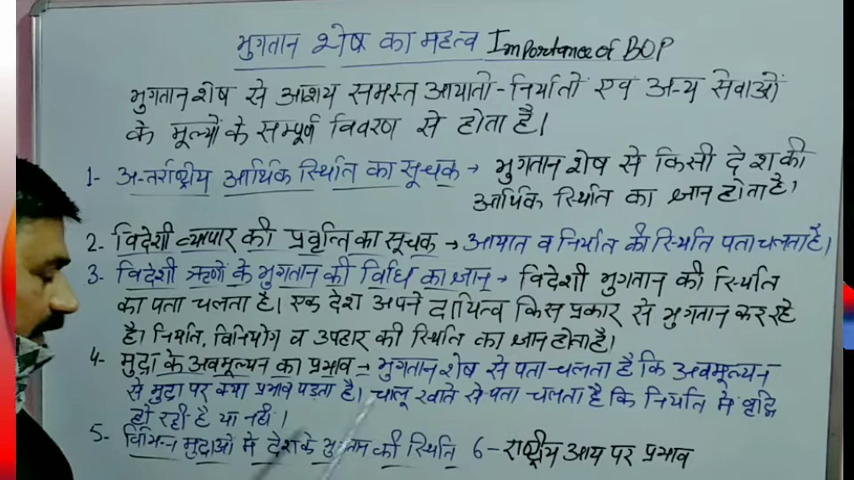 भुगतान शेष का महत्व Importance of BOP
भुगतान शेष से आशय समस्त आयातो-निर्यातों एवं अन्य सेवाओं
के मूल्यों के सम्पूर्ण विवरण से होता है।
1- अन्तर्राष्ट्रीय आर्थिक स्थिति का सूचक → भुगतान शेष से किसी देश की
आर्थिक स्थिति का ज्ञान होता है।
2. विदेशी व्यापार की प्रवृन्ति का सूचक → आयात व निर्यात की स्थिति पता चलता है।
3. विदेशी ऋणों के भुगतान की विधि का ज्ञान → विदेशी भुगतान की स्थिति
का पता चलता है। एक देश अपने दायित्व किस प्रकार से भुगतान कर रहे
है। निर्यात, विनियोग व उपहार की स्थिति का ज्ञान होता है।
4- मुद्रा के अवमूल्यन का प्रभाव → भुगतान शेष से पता चलता है कि अवमूल्यन
से मुद्रा पर क्या प्रभाव पड़ता है। चालू खाते से पता चलता है कि निर्यात में वृद्धि
हो रही है या नहीं।
5- विभिन्न मुद्राओं में देश के भुगतान की स्थिति 6- राष्ट्रीय आय पर प्रभाव